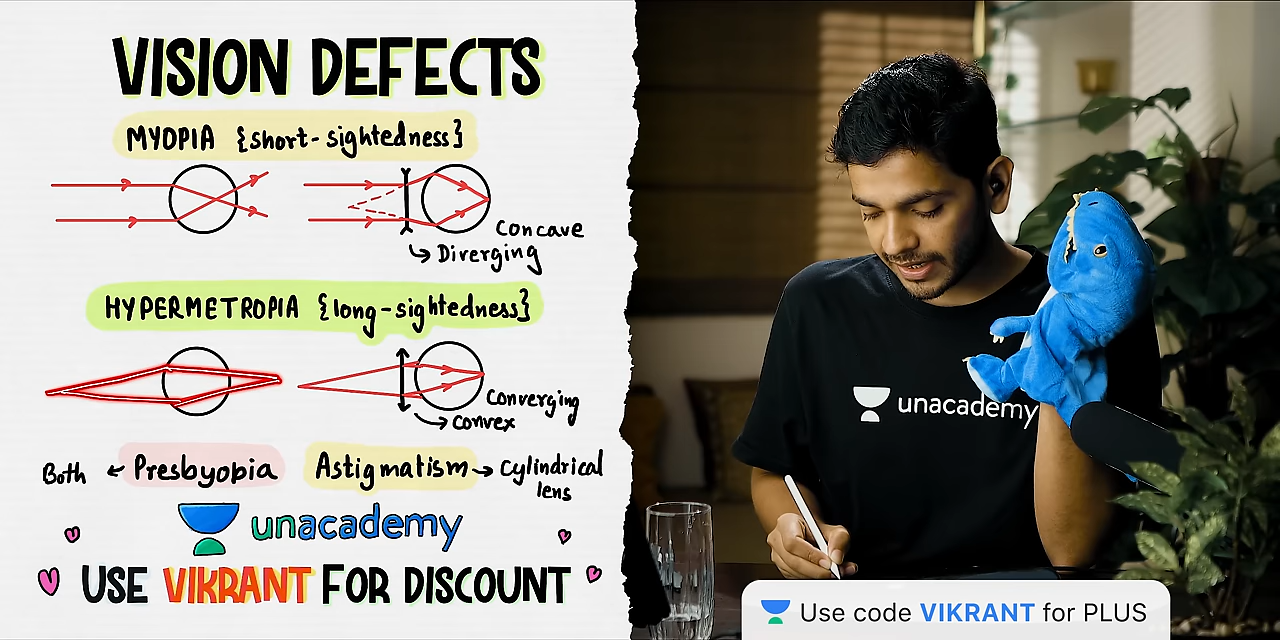 VISION DEFECTS
MYOPIA {short-sightedness}
Concave
Diverging
HYPERMETROPIA {long-sightedness}
Converging
convex
Both ← Presbyopia
Astigmatism → Cylindrical
lens
unacademy
USE VIKRANT FOR DISCOUNT
unacademy
Use code VIKRANT for PLUS